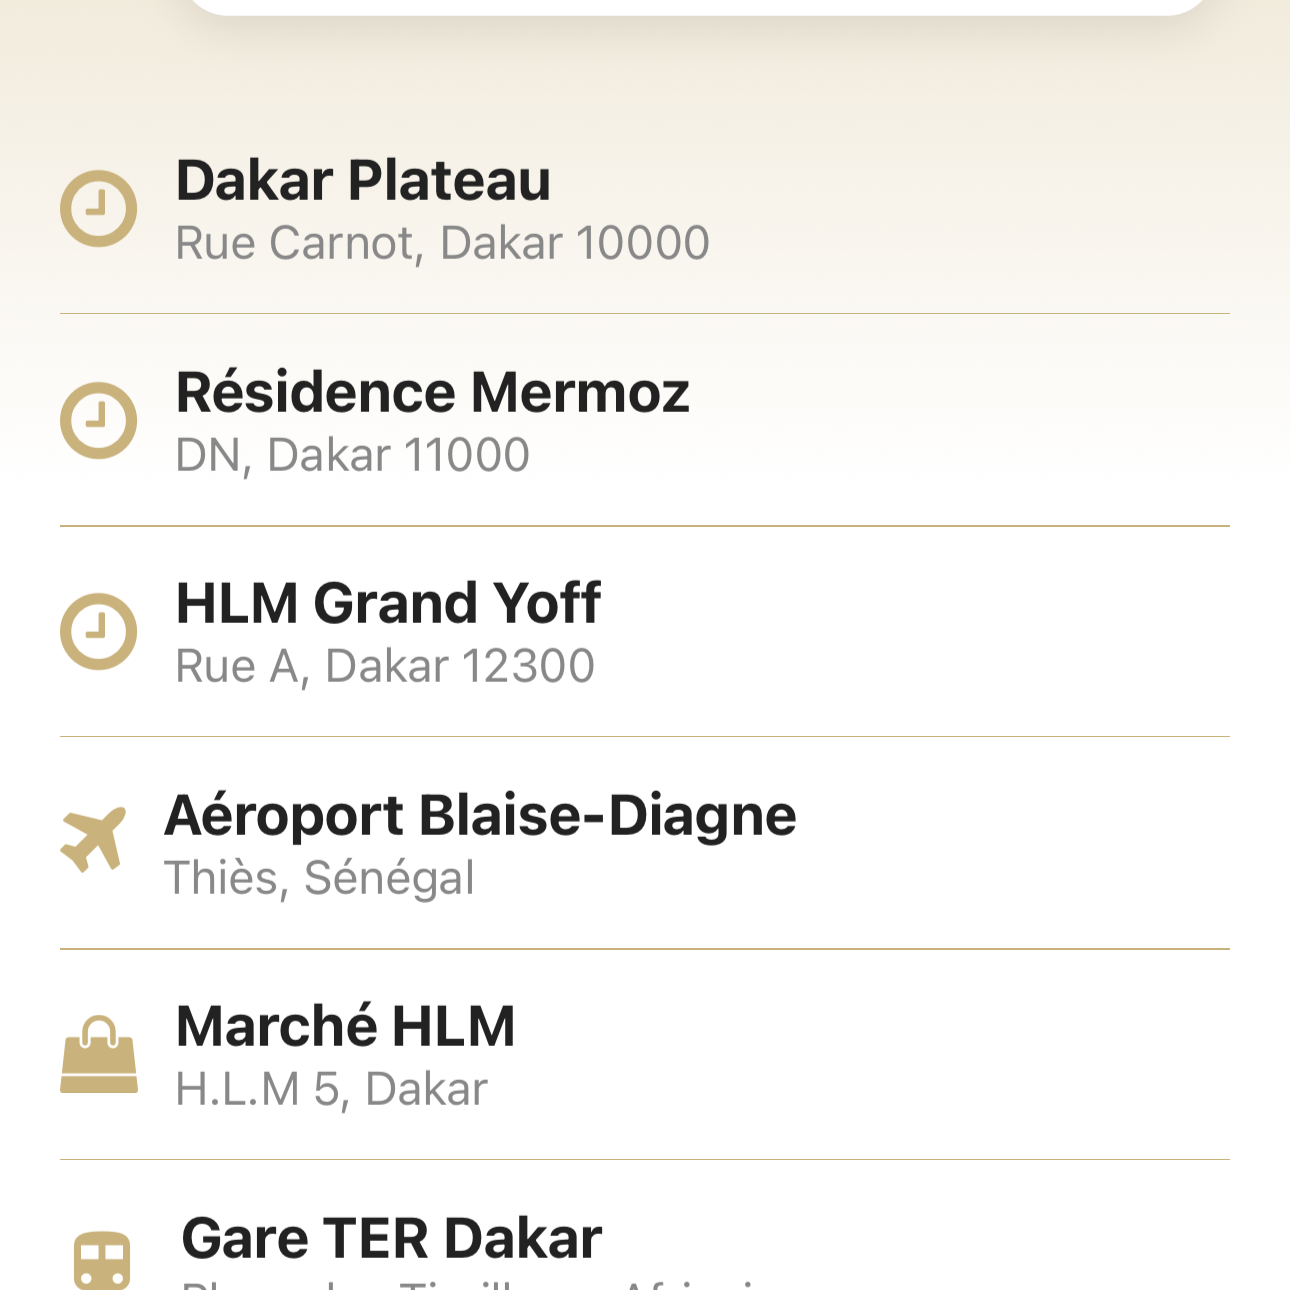 Dakar Plateau
Rue Carnot, Dakar 10000
Résidence Mermoz
DN, Dakar 11000
HLM Grand Yoff
Rue A, Dakar 12300
Aéroport Blaise-Diagne
Thiès, Sénégal
Marché HLM
H.L.M 5, Dakar
Gare TER Dakar